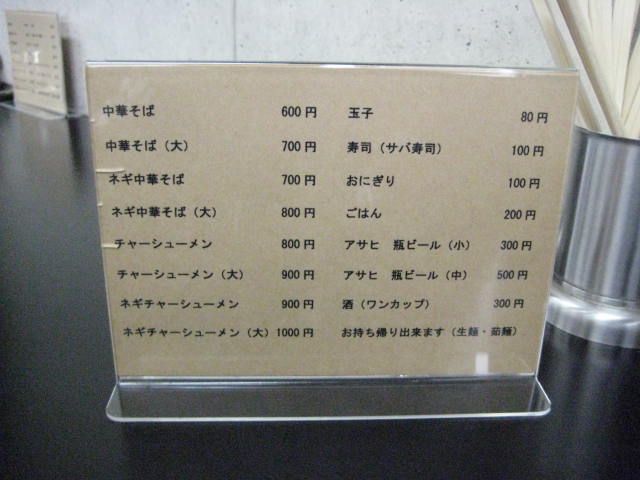 中華そば 600円
中華そば（大） 700円
ネギ中華そば 700円
ネギ中華そば（大） 800円
チャーシューメン 800円
チャーシューメン（大） 900円
ネギチャーシューメン 900円
ネギチャーシューメン（大） 1000円
玉子 80円
寿司（サバ寿司） 100円
おにぎり 100円
ごはん 200円
アサヒ 瓶ビール（小） 300円
アサヒ 瓶ビール（中） 500円
酒（ワンカップ） 300円
お持ち帰り出来ます（生麺・茹麺）